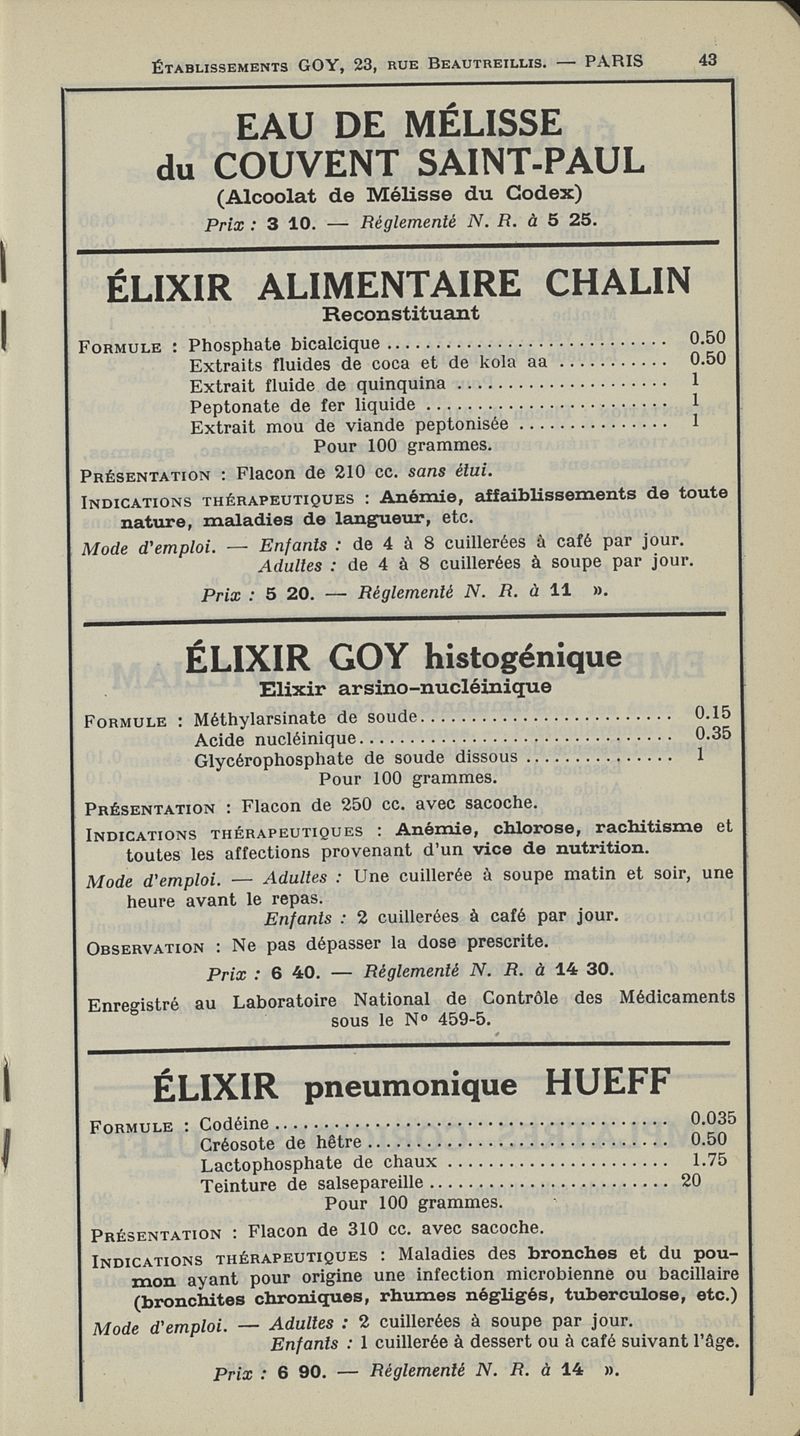 ÉTABLISSEMENTS GOY, 23, RUE BEAUTREILLIS. — PARIS 43
EAU DE MÉLISSE
du COUVENT SAINT-PAUL
(Alcoolat de Mélisse du Codex)
Prix : 3 10. — Réglementé N. R. à 5 25.
ÉLIXIR ALIMENTAIRE CHALIN
Reconstituant
FORMULE : Phosphate bicalcique ........................... 0.50
Extraits fluides de coca et de kola aa ........... 0.50
Extrait fluide de quinquina ..................... 1
Peptonate de fer liquide ........................ 1
Extrait mou de viande peptonisée ............... 1
Pour 100 grammes.
PRÉSENTATION : Flacon de 210 cc. sans étui.
INDICATIONS THÉRAPEUTIQUES : Anémie, affaiblissements de toute
nature, maladies de langueur, etc.
Mode d'emploi. — Enfants : de 4 à 8 cuillerées à café par jour.
Adultes : de 4 à 8 cuillerées à soupe par jour.
Prix : 5 20. — Réglementé N. R. à 11 ».
ÉLIXIR GOY histogénique
Elixir arsino-nucléinique
FORMULE : Méthylarsinate de soude......................... 0.15
Acide nucléinique............................... 0.35
Glycérophosphate de soude dissous ............... 1
Pour 100 grammes.
PRÉSENTATION : Flacon de 250 cc. avec sacoche.
INDICATIONS THÉRAPEUTIQUES : Anémie, chlorose, rachitisme et
toutes les affections provenant d'un vice de nutrition.
Mode d'emploi. — Adultes : Une cuillerée à soupe matin et soir, une
heure avant le repas.
Enfants : 2 cuillerées à café par jour.
OBSERVATION : Ne pas dépasser la dose prescrite.
Prix : 6 40. — Réglementé N. R. à 14 30.
Enregistré au Laboratoire National de Contrôle des Médicaments
sous le Nº 459-5.
ÉLIXIR pneumonique HUEFF
FORMULE : Codéine ....................................... 0.035
Créosote de hêtre .............................. 0.50
Lactophosphate de chaux ...................... 1.75
Teinture de salsepareille ........................ 20
Pour 100 grammes.
PRÉSENTATION : Flacon de 310 cc. avec sacoche.
INDICATIONS THÉRAPEUTIQUES : Maladies des bronches et du pou-
mon ayant pour origine une infection microbienne ou bacillaire
(bronchites chroniques, rhumes négligés, tuberculose, etc.)
Mode d'emploi. — Adultes : 2 cuillerées à soupe par jour.
Enfants : 1 cuillerée à dessert ou à café suivant l'âge.
Prix : 6 90. — Réglementé N. R. à 14 ».